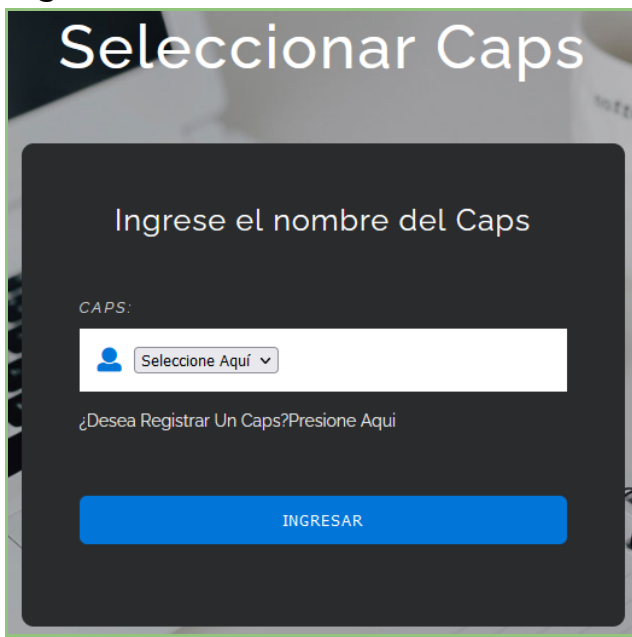 Seleccionar Caps
Ingrese el nombre del Caps
CAPS:
Seleccione Aquí
¿Desea Registrar Un Caps?Presione Aqui
INGRESAR